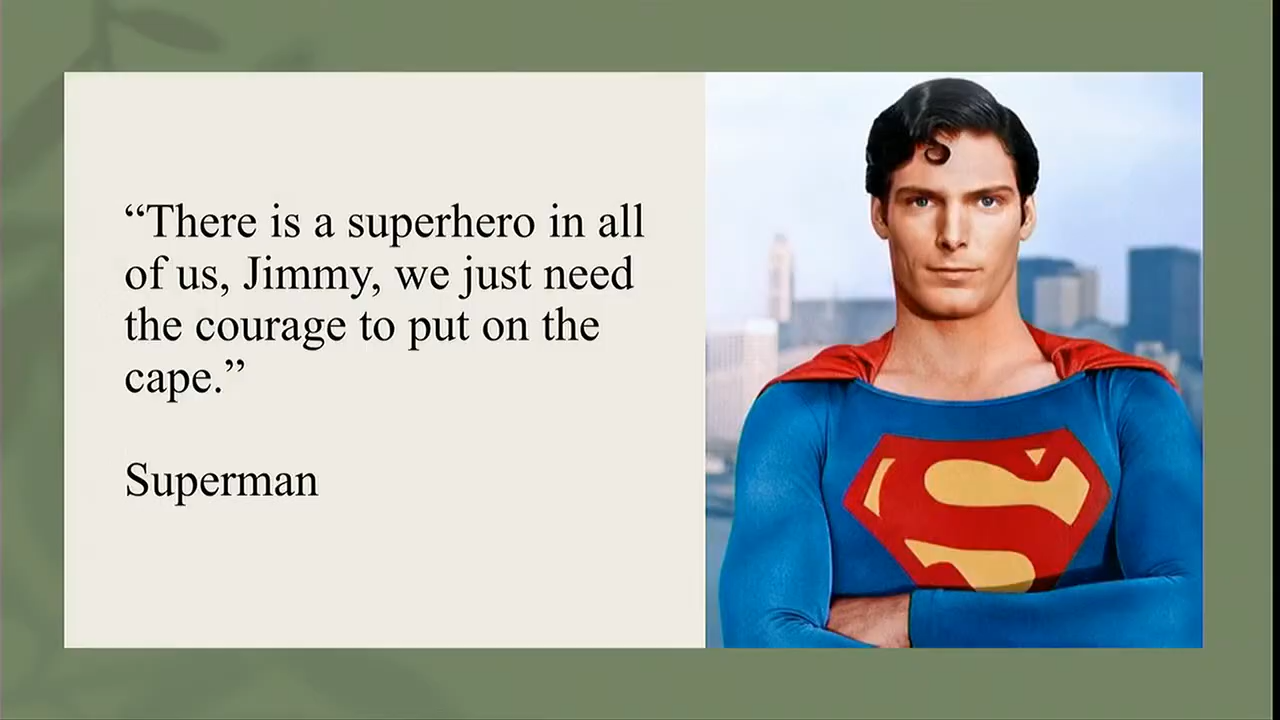 “There is a superhero in all
of us, Jimmy, we just need
the courage to put on the
cape.”
Superman
S